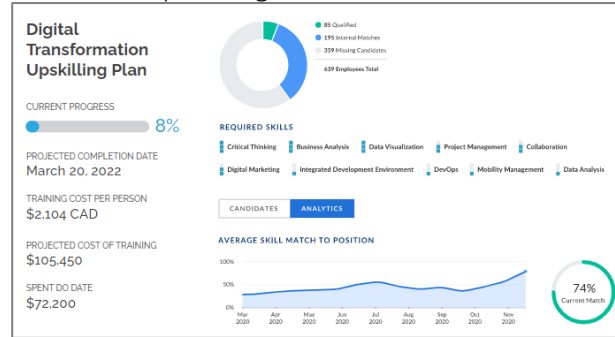 Digital
Transformation
Upskilling Plan
CURRENT PROGRESS
8%
PROJECTED COMPLETION DATE
March 20, 2022
TRAINING COST PER PERSON
$2,104 CAD
PROJECTED COST OF TRAINING
$105,450
SPENT DO DATE
$72,200
85 Qualified
195 Internal Matches
359 Missing Candidates
639 Employees Total
REQUIRED SKILLS
Critical Thinking Business Analysis Data Visualization Project Management Collaboration
Digital Marketing Integrated Development Environment DevOps Mobility Management Data Analysis
CANDIDATES ANALYTICS
AVERAGE SKILL MATCH TO POSITION
100%
50%
0%
Mar Apr May Jun Jul Aug Sep Oct Nov
2020 2020 2020 2020 2020 2020 2020 2020 2020
74%
Current Match